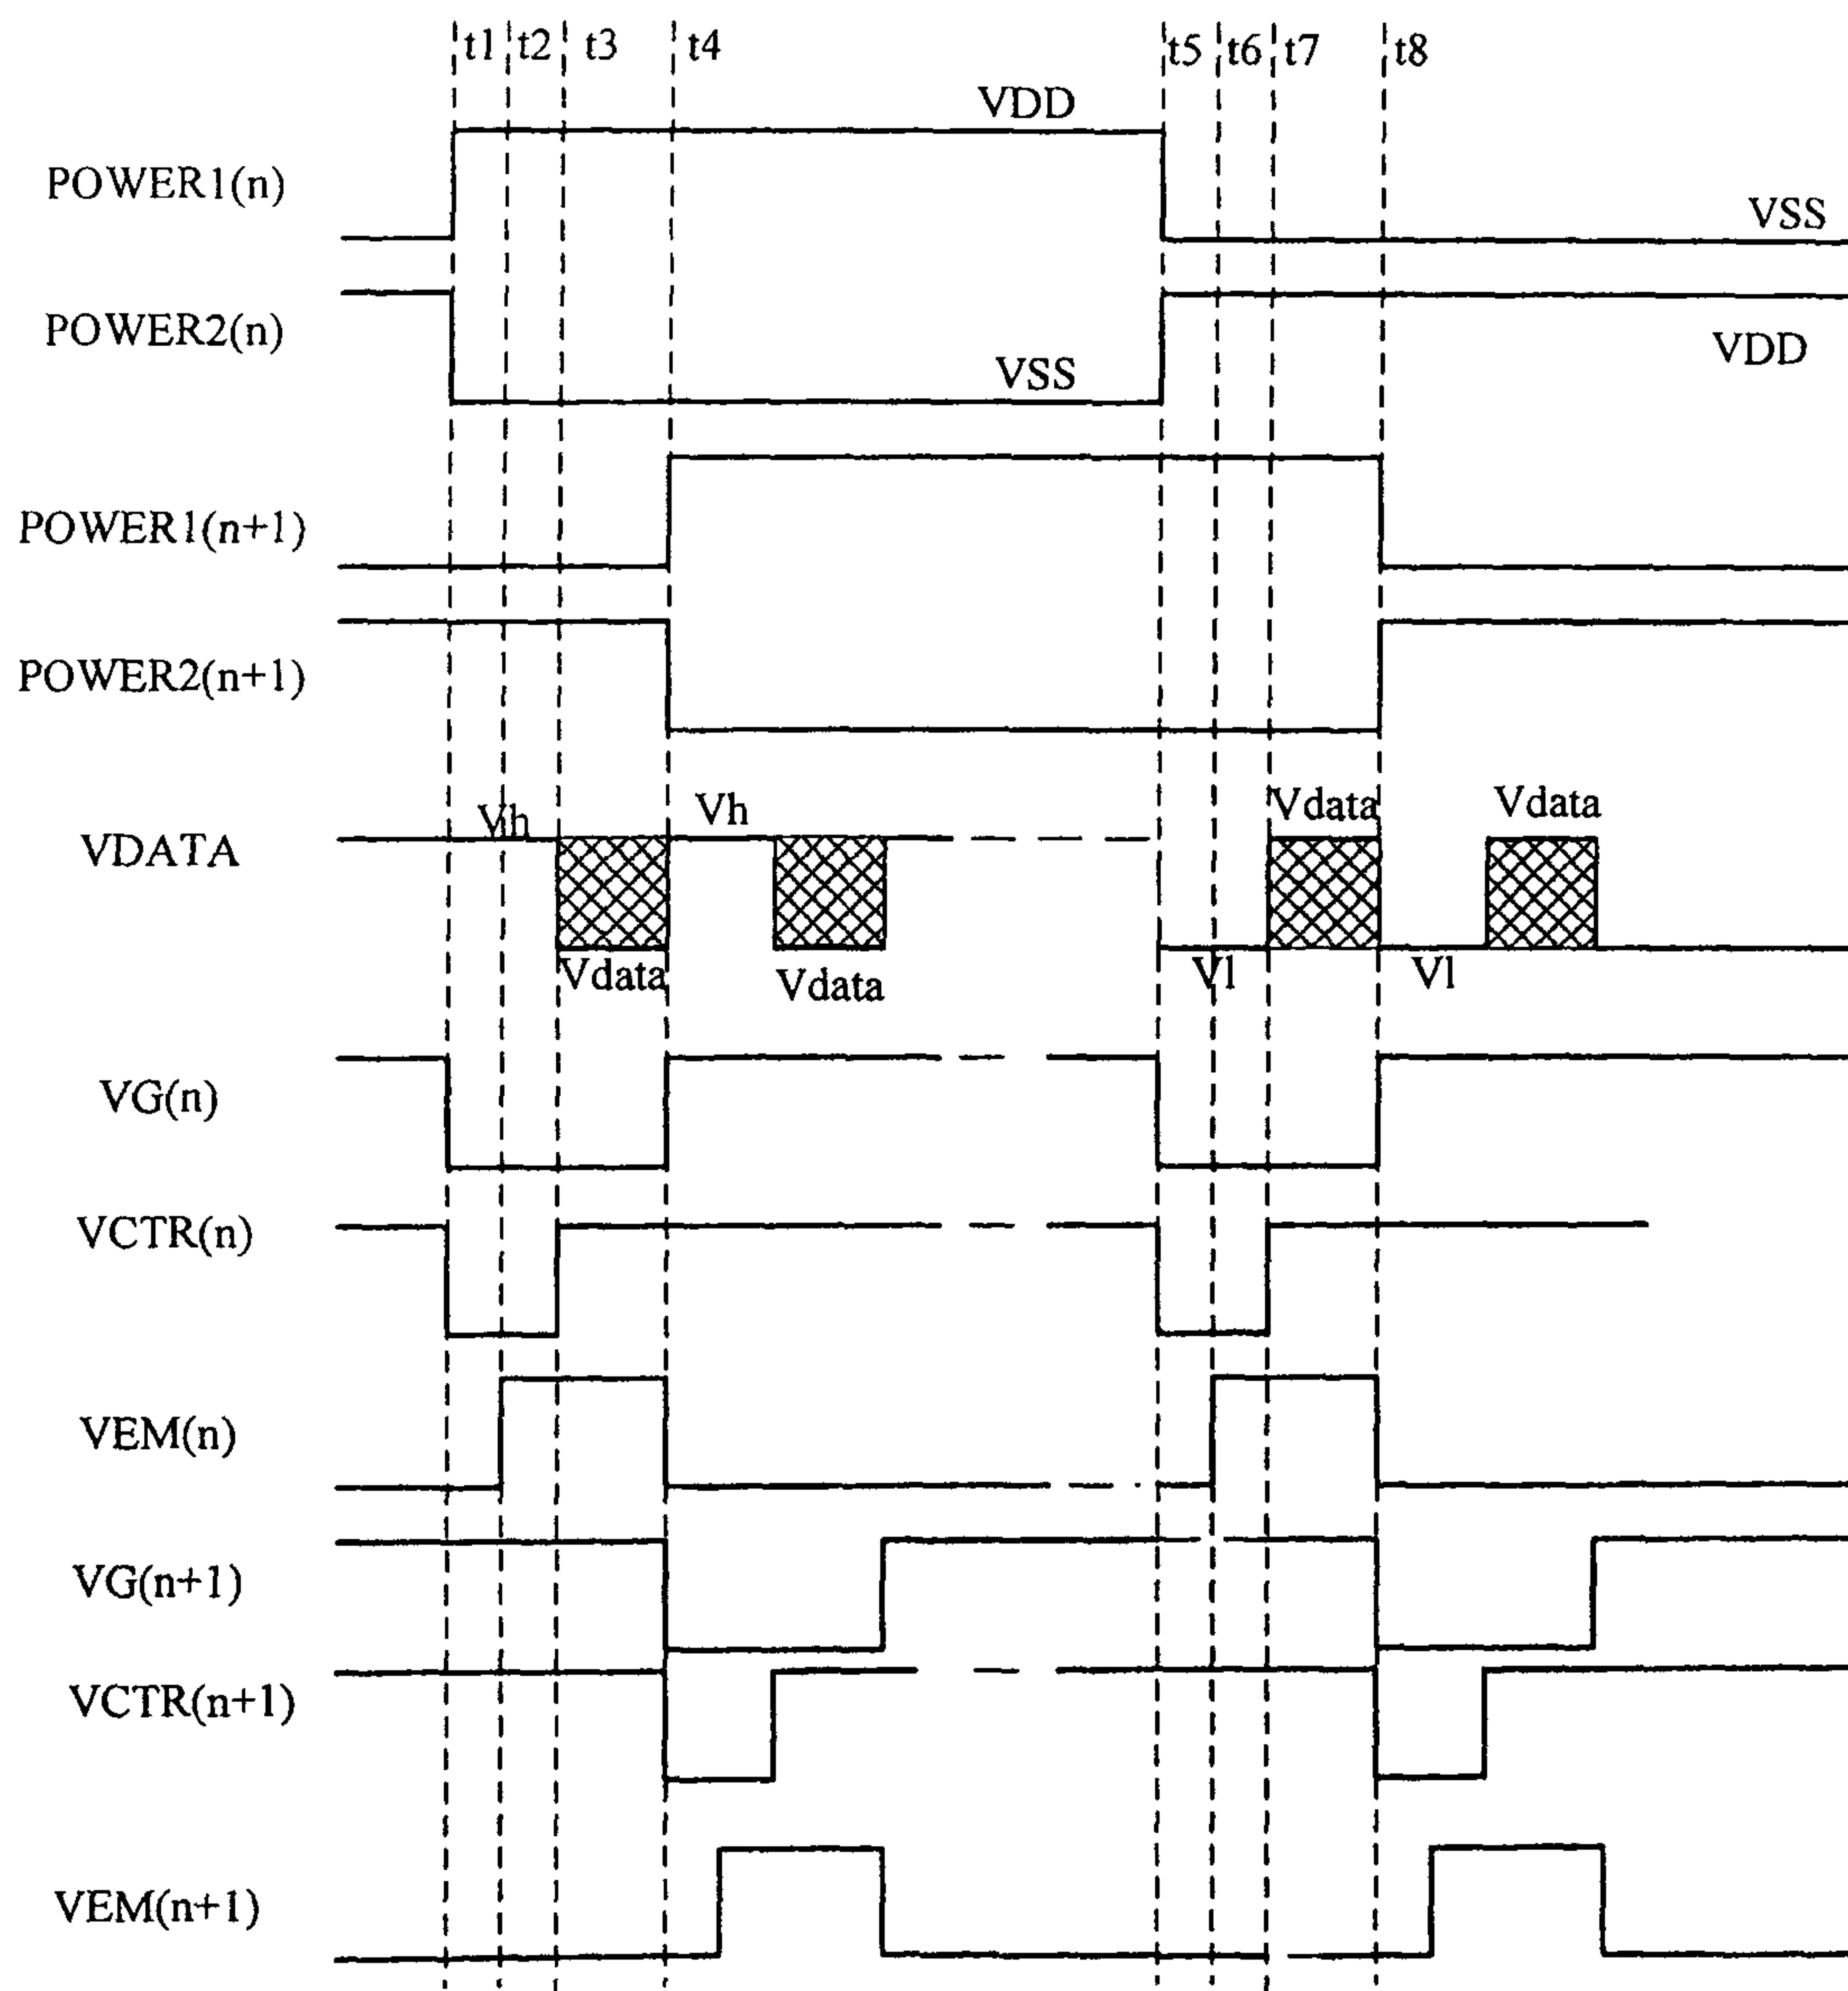 t1 t2 t3 t4 t5 t6 t7 t8
VDD
POWER1(n)
VSS
POWER2(n)
VDD
VSS
POWER1(n+1)
POWER2(n+1)
Vh Vh Vdata Vdata
VDATA
Vdata Vdata Vl Vl
VG(n)
VCTR(n)
VEM(n)
VG(n+1)
VCTR(n+1)
VEM(n+1)